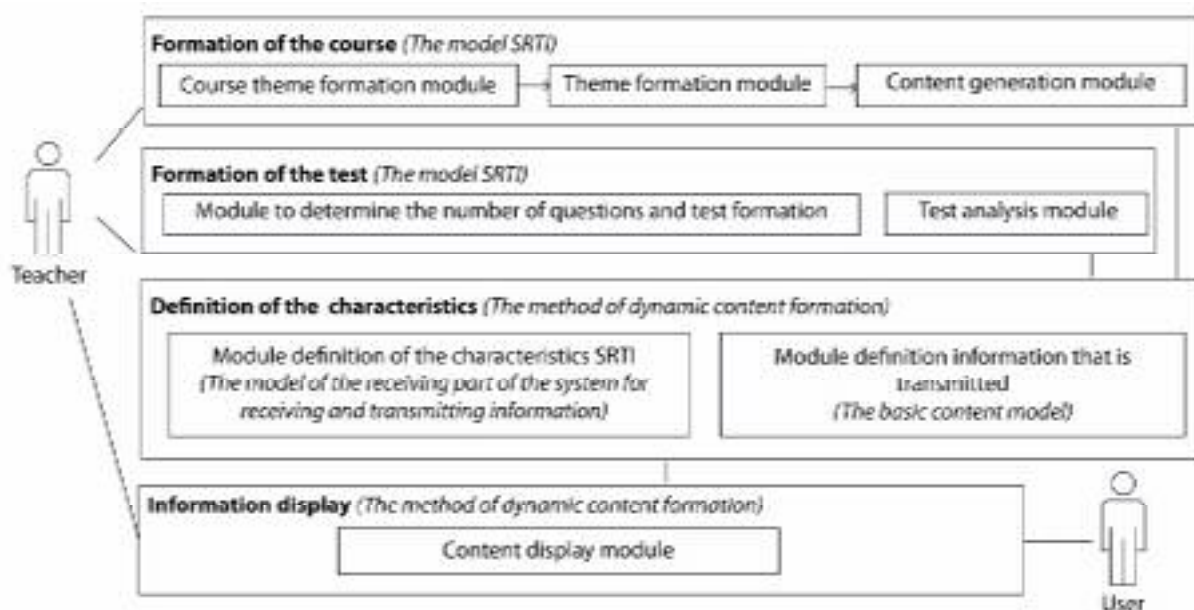 Formation of the course (The model SRTI)
Course theme formation module
Theme formation module
Content generation module
Formation of the test (The model SRTI)
Module to determine the number of questions and test formation
Test analysis module
Teacher
Definition of the characteristics (The method of dynamic content formation)
Module definition of the characteristics SRTI
(The model of the receiving part of the system for
receiving and transmitting information)
Module definition information that is
transmitted
(The basic content model)
Information display (The method of dynamic content formation)
Content display module
User